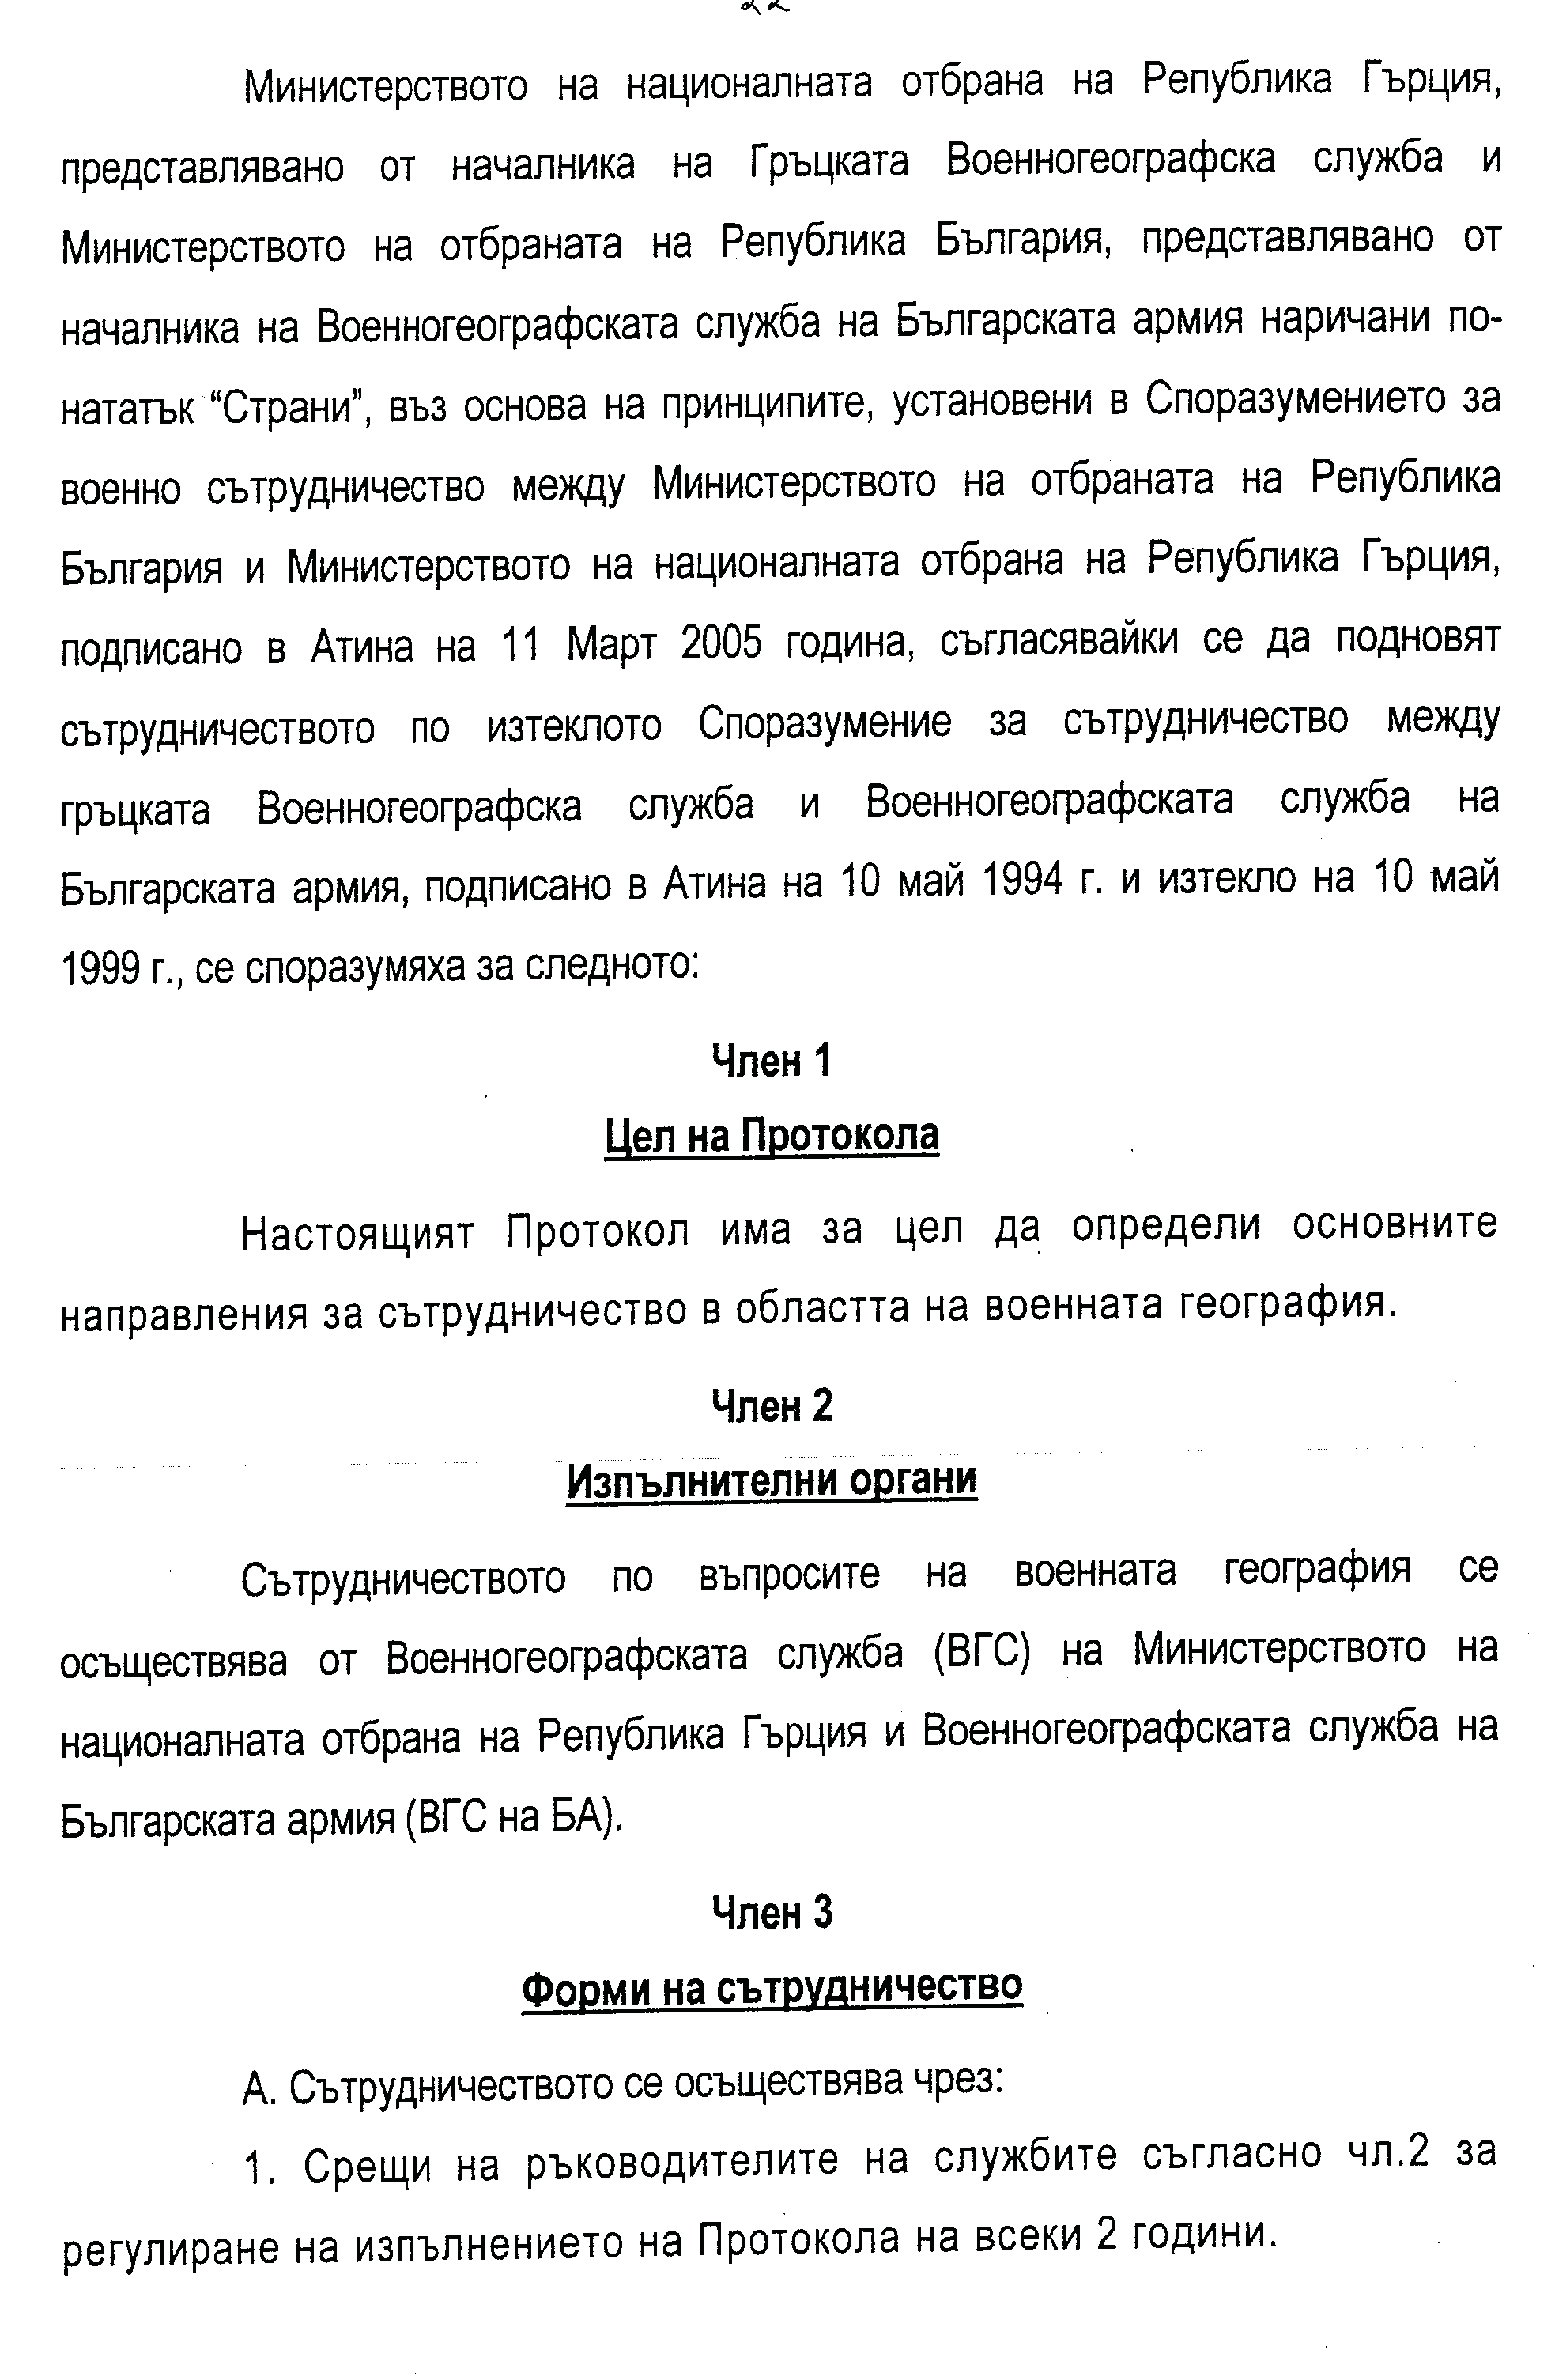 Министерството на националната отбрана на Република Гърция,
представлявано от началника на Гръцката Военногеографска служба и
Министерството на отбраната на Република България, представлявано от
началника на Военногеографската служба на Българската армия наричани по-
нататък “Страни”, въз основа на принципите, установени в Споразумението за
военно сътрудничество между Министерството на отбраната на Република
България и Министерството на националната отбрана на Република Гърция,
подписано в Атина на 11 Март 2005 година, съгласявайки се да подновят
сътрудничеството по изтеклото Споразумение за сътрудничество между
гръцката Военногеографска служба и Военногеографската служба на
Българската армия, подписано в Атина на 10 май 1994 г. и изтекло на 10 май
1999 г., се споразумяха за следното:
Член 1
Цел на Протокола
Настоящият Протокол има за цел да определи основните
направления за сътрудничество в областта на военната география.
Член 2
Изпълнителни органи
Сътрудничеството по въпросите на военната география се
осъществява от Военногеографската служба (ВГС) на Министерството на
националната отбрана на Република Гърция и Военногеографската служба на
Българската армия (ВГС на БА).
Член 3
Форми на сътрудничество
А. Сътрудничеството се осъществява чрез:
1. Срещи на ръководителите на службите съгласно чл.2 за
регулиране на изпълнението на Протокола на всеки 2 години.